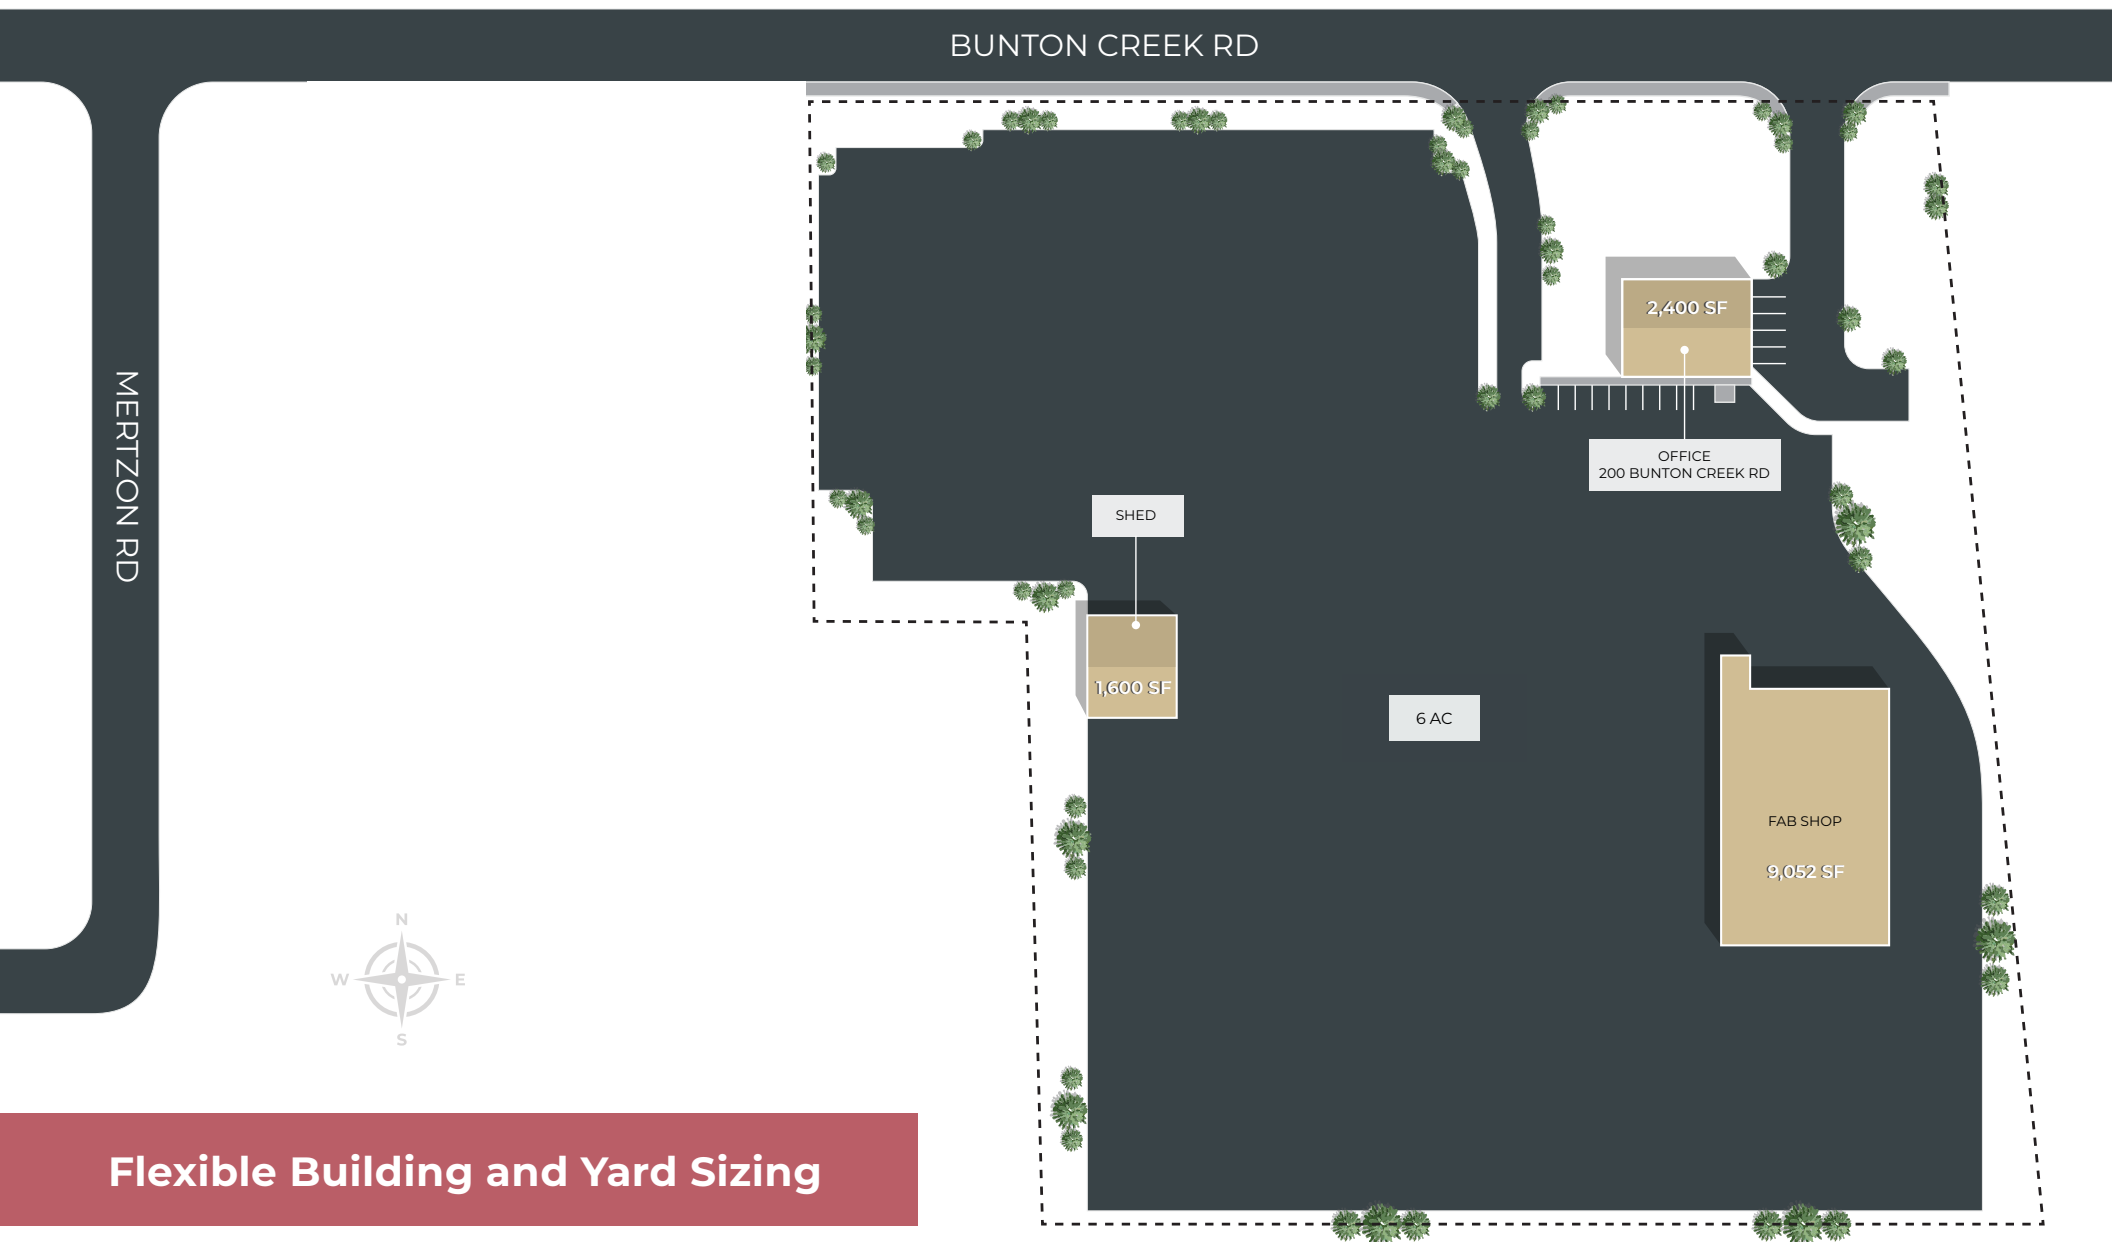 BUNTON CREEK RD
MERTZON RD
2,400 SF
OFFICE
200 BUNTON CREEK RD
SHED
1,600 SF
6 AC
FAB SHOP
9,052 SF
N
W
E
S
Flexible Building and Yard Sizing